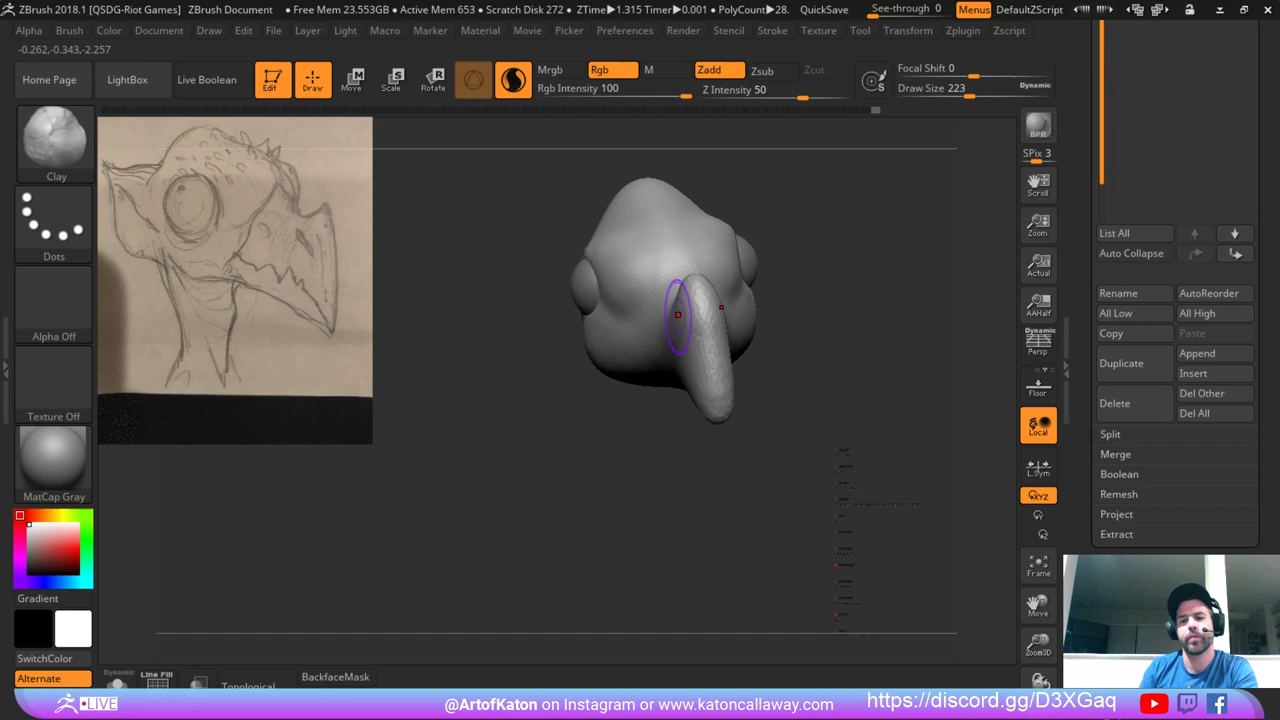 ZBrush 2018.1 [QSDG-Riot Games] ZBrush Document • Free Mem 23.553GB • Active Mem 653 • Scratch Disk 272 • ZTime▶1.315 Timer▶0.001 • PolyCount▶28. QuickSave See-through 0 Menus DefaultZScript
Alpha Brush Color Document Draw Edit File Layer Light Macro Marker Material Movie Picker Preferences Render Stencil Stroke Texture Tool Transform Zplugin Zscript
-0.262,-0.343,-2.257
Home Page LightBox Live Boolean Edit Draw Move Scale Rotate Mrgb Rgb M Zadd Zsub Zcut Focal Shift 0
Rgb Intensity 100 Z Intensity 50 Draw Size 223 Dynamic
Clay
Dots
Alpha Off
Texture Off
MatCap Gray
Gradient
SwitchColor
Alternate
Dynamic Line Fill
Topological
BackfaceMask
BPR
SPix 3
Scroll
Zoom
Actual
AAHalf
Dynamic
Persp
Floor
Local
L.Sym
XYZ
Frame
Move
Zoom3D
List All
Auto Collapse
Rename AutoReorder
All Low All High
Copy Paste
Duplicate Append
Insert
Delete Del Other
Del All
Split
Merge
Boolean
Remesh
Project
Extract
LIVE @ArtofKaton on Instagram or www.katoncallaway.com https://discord.gg/D3XGaq